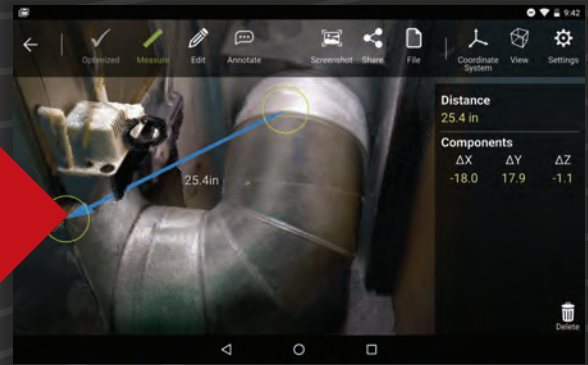 9:42
Optimized Measure Edit Annotate Screenshot Share File Coordinate System View Settings
Distance
25.4 in
Components
ΔX ΔY ΔZ
-18.0 17.9 -1.1
25.4in
Delete